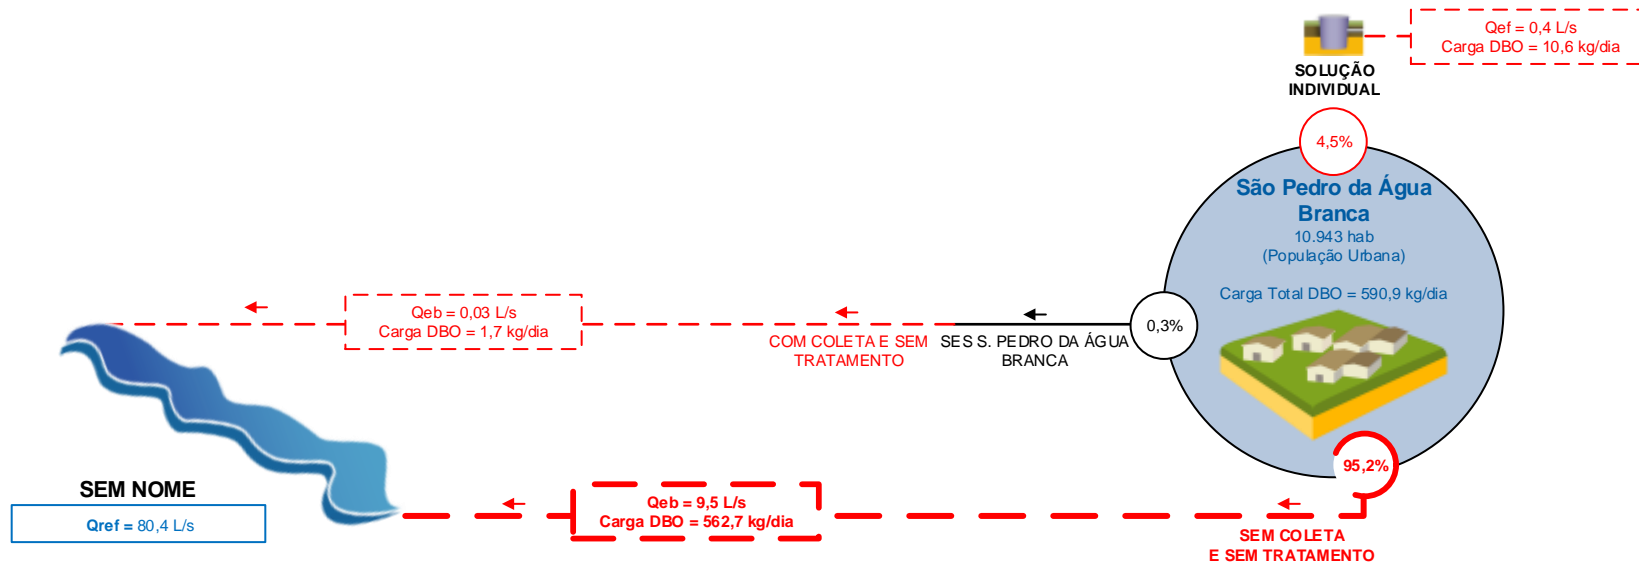 Qef = 0,4 L/s
Carga DBO = 10,6 kg/dia
SOLUÇÃO
INDIVIDUAL
4,5%
São Pedro da Água
Branca
10.943 hab
(População Urbana)
Carga Total DBO = 590,9 kg/dia
Qeb = 0,03 L/s
Carga DBO = 1,7 kg/dia
COM COLETA E SEM
TRATAMENTO
SES S. PEDRO DA ÁGUA
BRANCA
0,3%
95,2%
SEM NOME
Qref = 80,4 L/s
Qeb = 9,5 L/s
Carga DBO = 562,7 kg/dia
SEM COLETA
E SEM TRATAMENTO